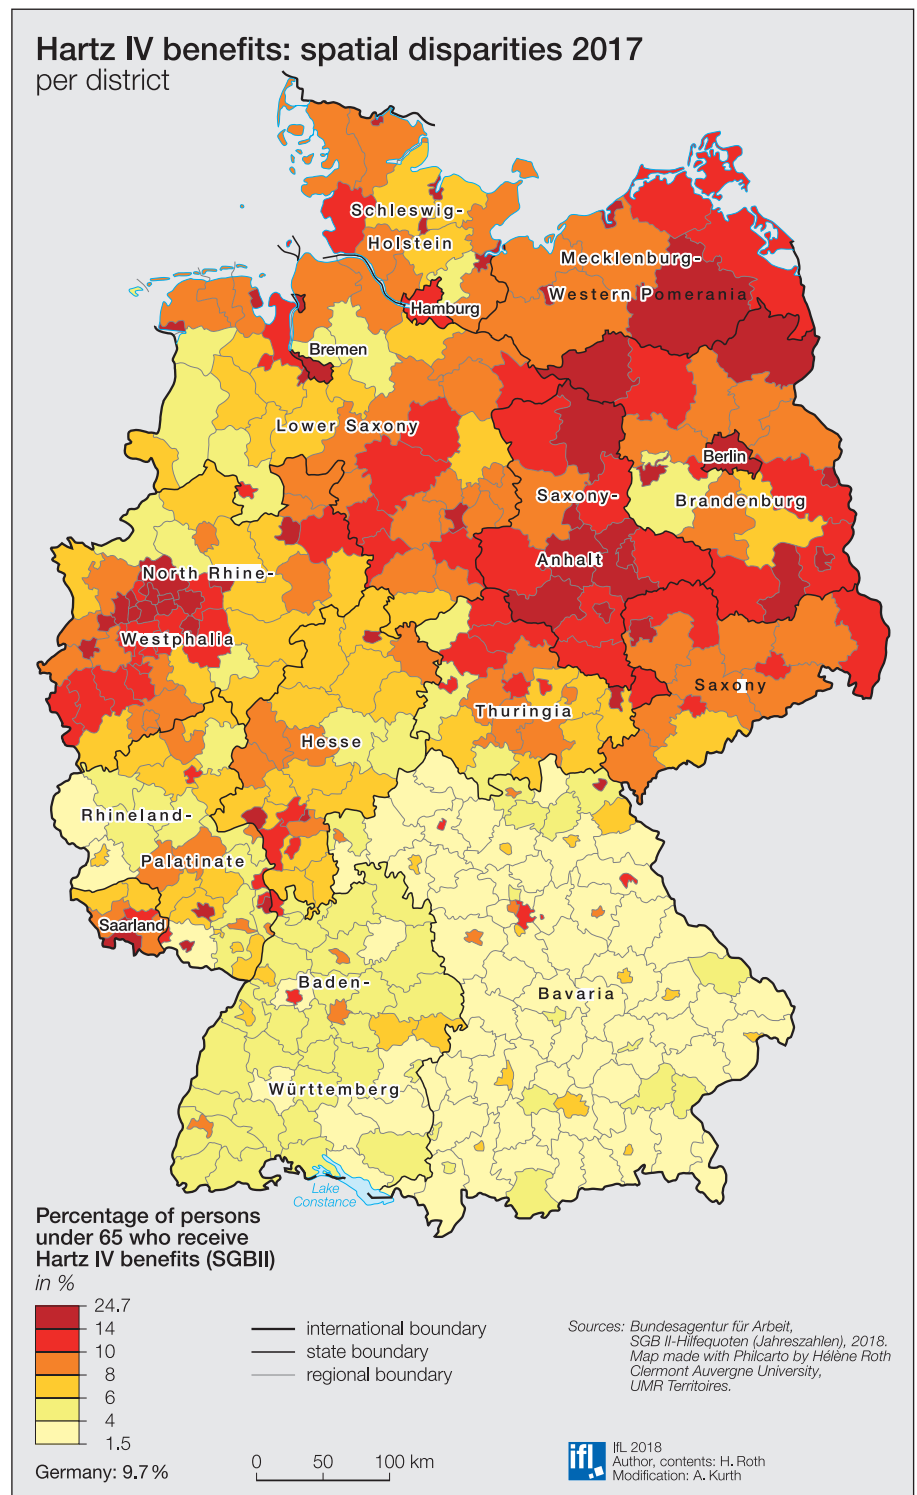 Hartz IV benefits: spatial disparities 2017
per district
Schleswig-
Holstein
Mecklenburg-
Western Pomerania
Hamburg
Bremen
Lower Saxony
Berlin
Saxony-
Brandenburg
Anhalt
North Rhine-
Westphalia
Saxony
Thuringia
Hesse
Rhineland-
Palatinate
Saarland
Baden-
Bavaria
Württemberg
Lake
Constance
Percentage of persons
under 65 who receive
Hartz IV benefits (SGBII)
in %
24.7
14
10
8
6
4
1.5
Germany: 9.7 %
international boundary
state boundary
regional boundary
0 50 100 km
Sources: Bundesagentur für Arbeit,
SGB II-Hilfequoten (Jahreszahlen), 2018.
Map made with Philcarto by Hélène Roth
Clermont Auvergne University,
UMR Territoires.
ifl
IfL 2018
Author, contents: H. Roth
Modification: A. Kurth